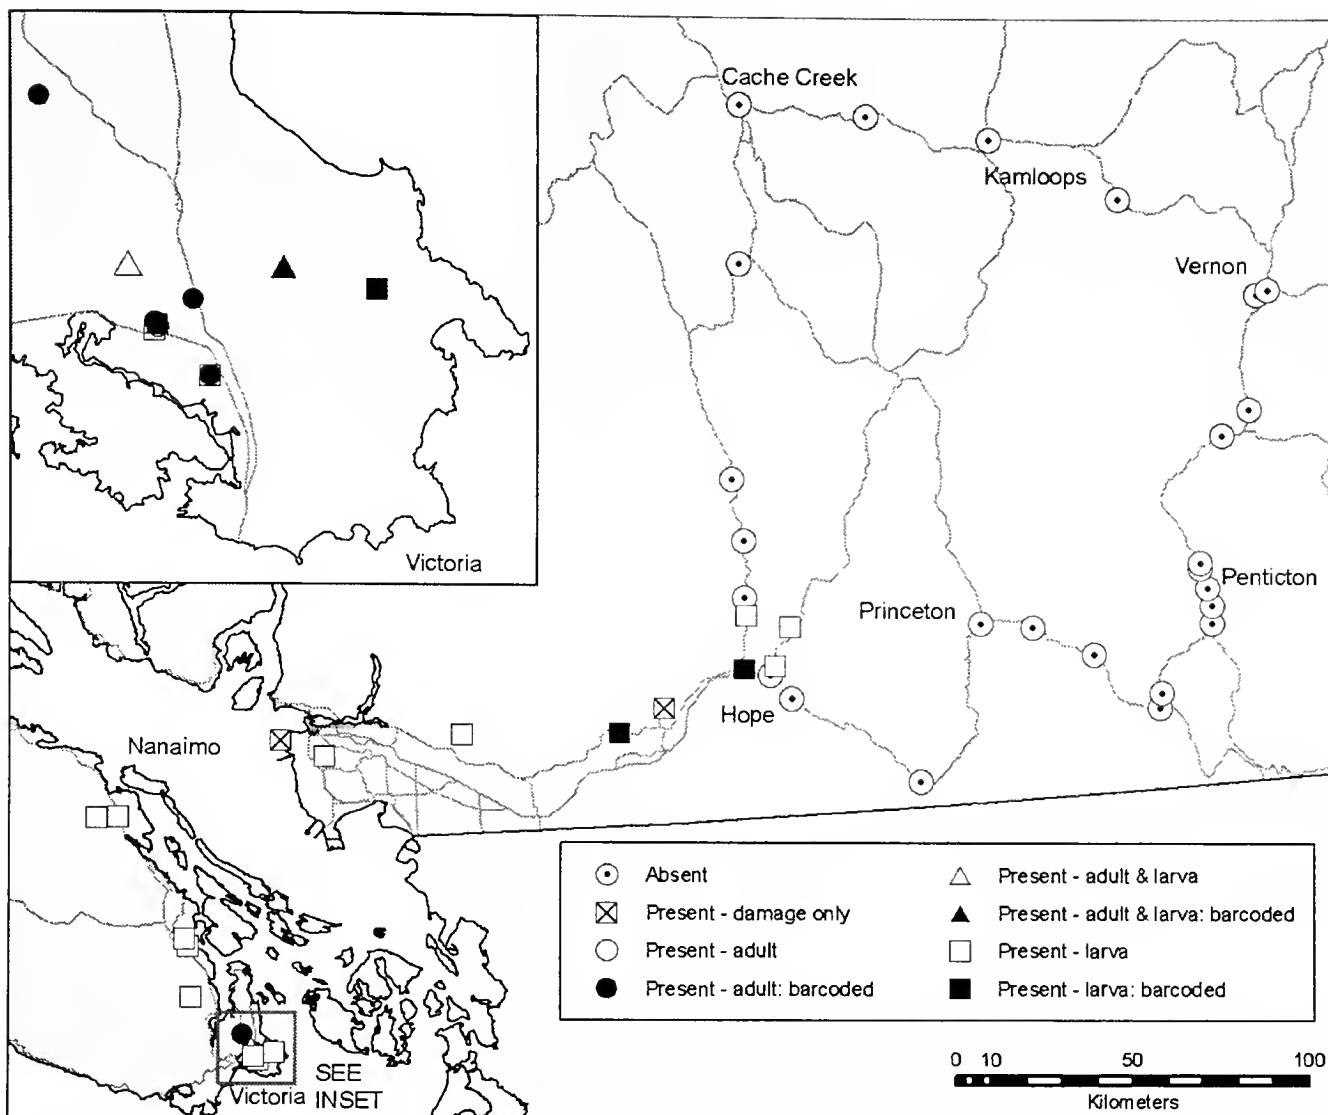 Cache Creek
Kamloops
Vernon
Victoria
Penticton
Princeton
Hope
Nanaimo
Absent
Present - damage only
Present - adult
Present - adult: barcoded
Present - adult & larva
Present - adult & larva: barcoded
Present - larva
Present - larva: barcoded
SEE
INSET
Victoria
0 10 50 100
Kilometers